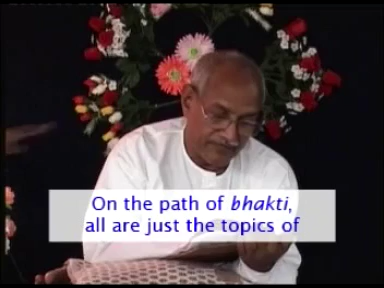 On the path of bhakti,
all are just the topics of